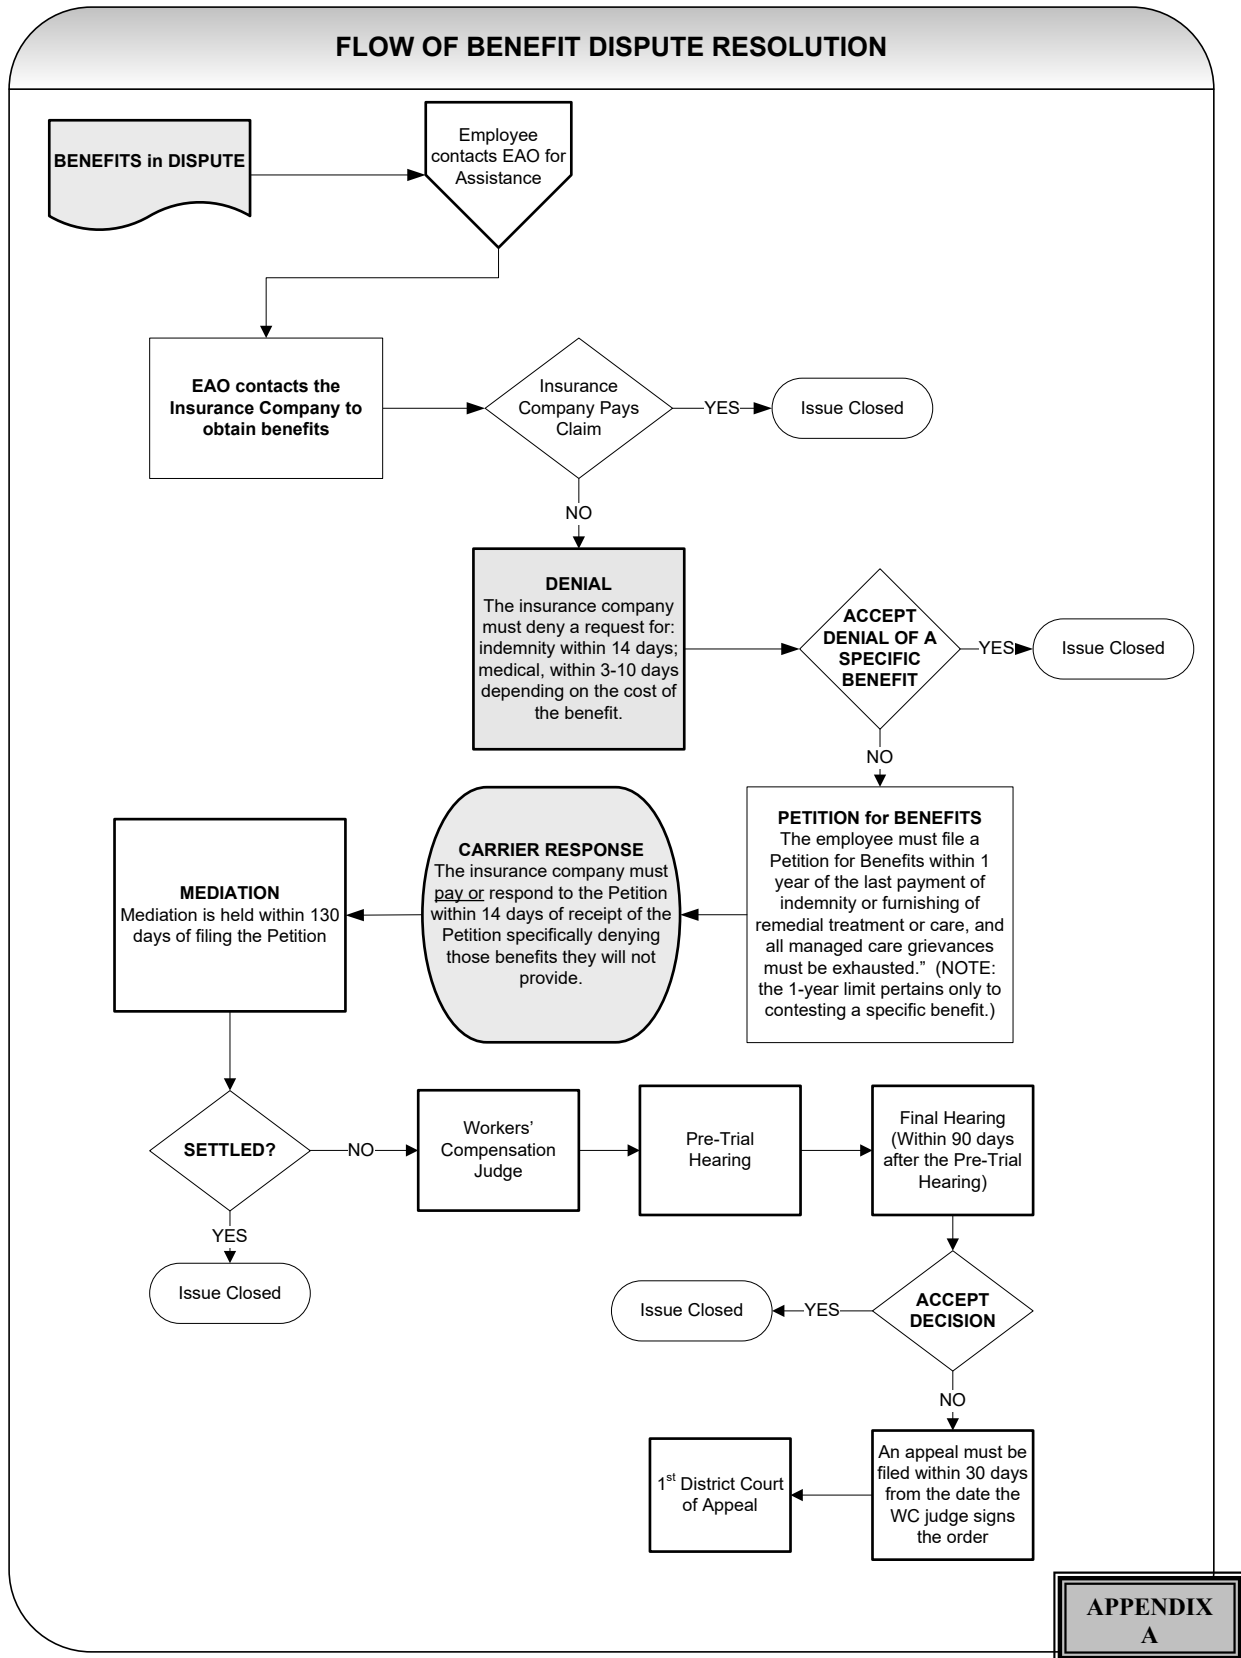 FLOW OF BENEFIT DISPUTE RESOLUTION
BENEFITS in DISPUTE
Employee
contacts EAO for
Assistance
EAO contacts the
Insurance Company to
obtain benefits
Insurance
Company Pays
Claim
YES
Issue Closed
NO
DENIAL
The insurance company
must deny a request for:
indemnity within 14 days;
medical, within 3-10 days
depending on the cost of
the benefit.
ACCEPT
DENIAL OF A
SPECIFIC
BENEFIT
YES
Issue Closed
NO
PETITION for BENEFITS
The employee must file a
Petition for Benefits within 1
year of the last payment of
indemnity or furnishing of
remedial treatment or care, and
all managed care grievances
must be exhausted.” (NOTE:
the 1-year limit pertains only to
contesting a specific benefit.)
CARRIER RESPONSE
The insurance company must
pay or respond to the Petition
within 14 days of receipt of the
Petition specifically denying
those benefits they will not
provide.
MEDIATION
Mediation is held within 130
days of filing the Petition
SETTLED?
NO
YES
Issue Closed
Workers’
Compensation
Judge
Pre-Trial
Hearing
Final Hearing
(Within 90 days
after the Pre-Trial
Hearing)
ACCEPT
DECISION
YES
Issue Closed
NO
An appeal must be
filed within 30 days
from the date the
WC judge signs
the order
1st District Court
of Appeal
APPENDIX
A